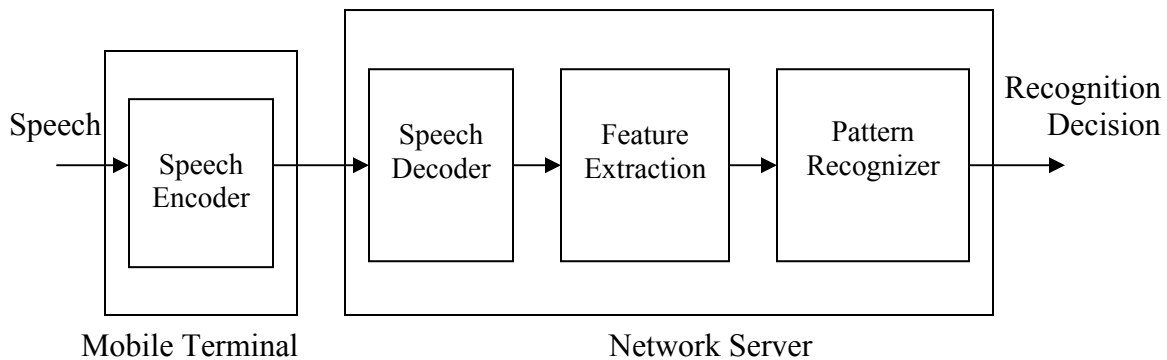 Speech
Speech
Encoder
Mobile Terminal
Speech
Decoder
Feature
Extraction
Pattern
Recognizer
Network Server
Recognition
Decision